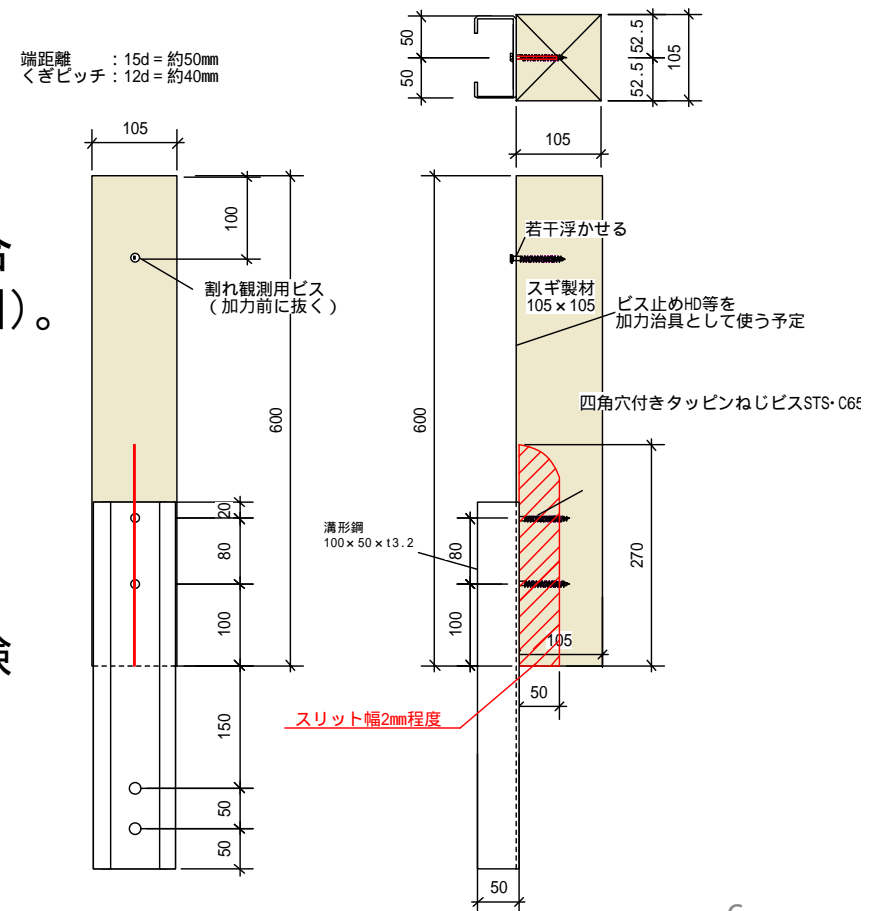 端距離　　：15d＝約50mm
くぎピッチ：12d＝約40mm
50
50
52.5
52.5
105
105
105
合
)。
600
100
割れ観測用ビス
（加力前に抜く）
600
若干浮かせる
スギ製材
105×105
ビス止めHD等を
加力治具として使う予定
四角穴付きタッピンねじビスSTS・C65
20
80
100
溝形鋼
100×50×t3.2
80
100
270
105
50
験
スリット幅2mm程度
150
50
50
50